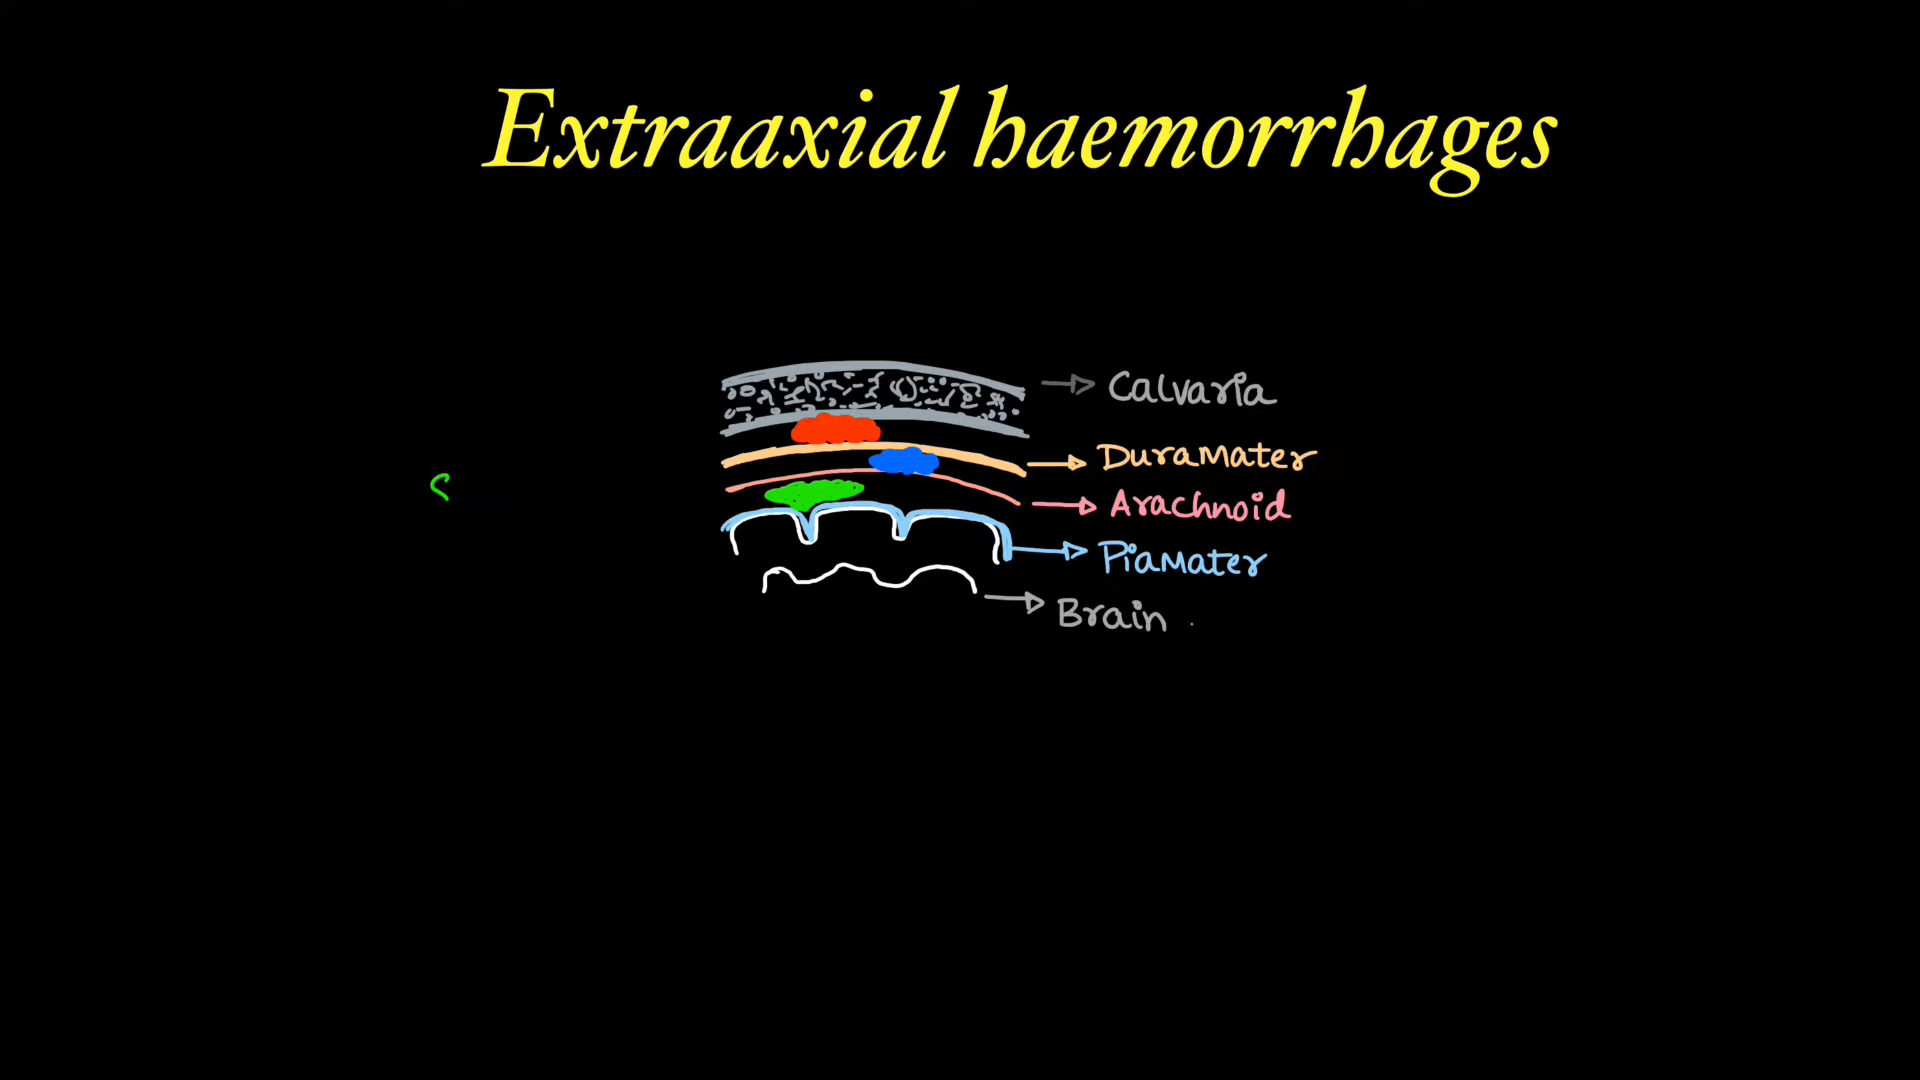 Extraaxial haemorrhages
Calvaria
Duramater
Arachnoid
S
Piamater
Brain